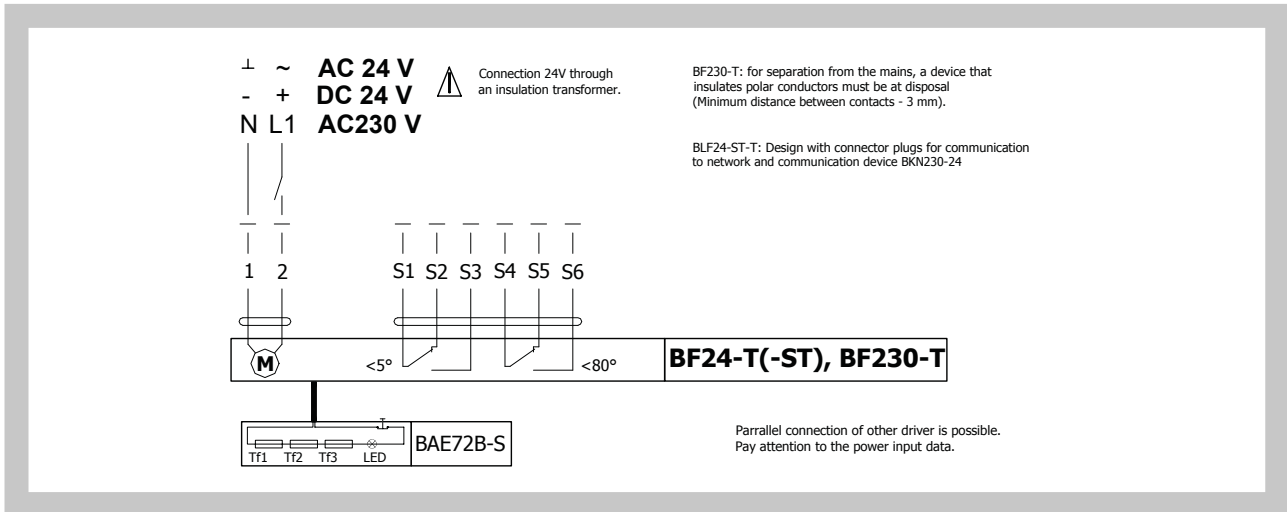 ⊥ ~ AC 24 V
- + DC 24 V
N L1 AC230 V
Connection 24V through
an insulation transformer.
BF230-T: for separation from the mains, a device that
insulates polar conductors must be at disposal
(Minimum distance between contacts - 3 mm).
BLF24-ST-T: Design with connector plugs for communication
to network and communication device BKN230-24
1 2 S1 S2 S3 S4 S5 S6
M <5° <80° BF24-T(-ST), BF230-T
Tf1 Tf2 Tf3 LED BAE72B-S
Parrallel connection of other driver is possible.
Pay attention to the power input data.